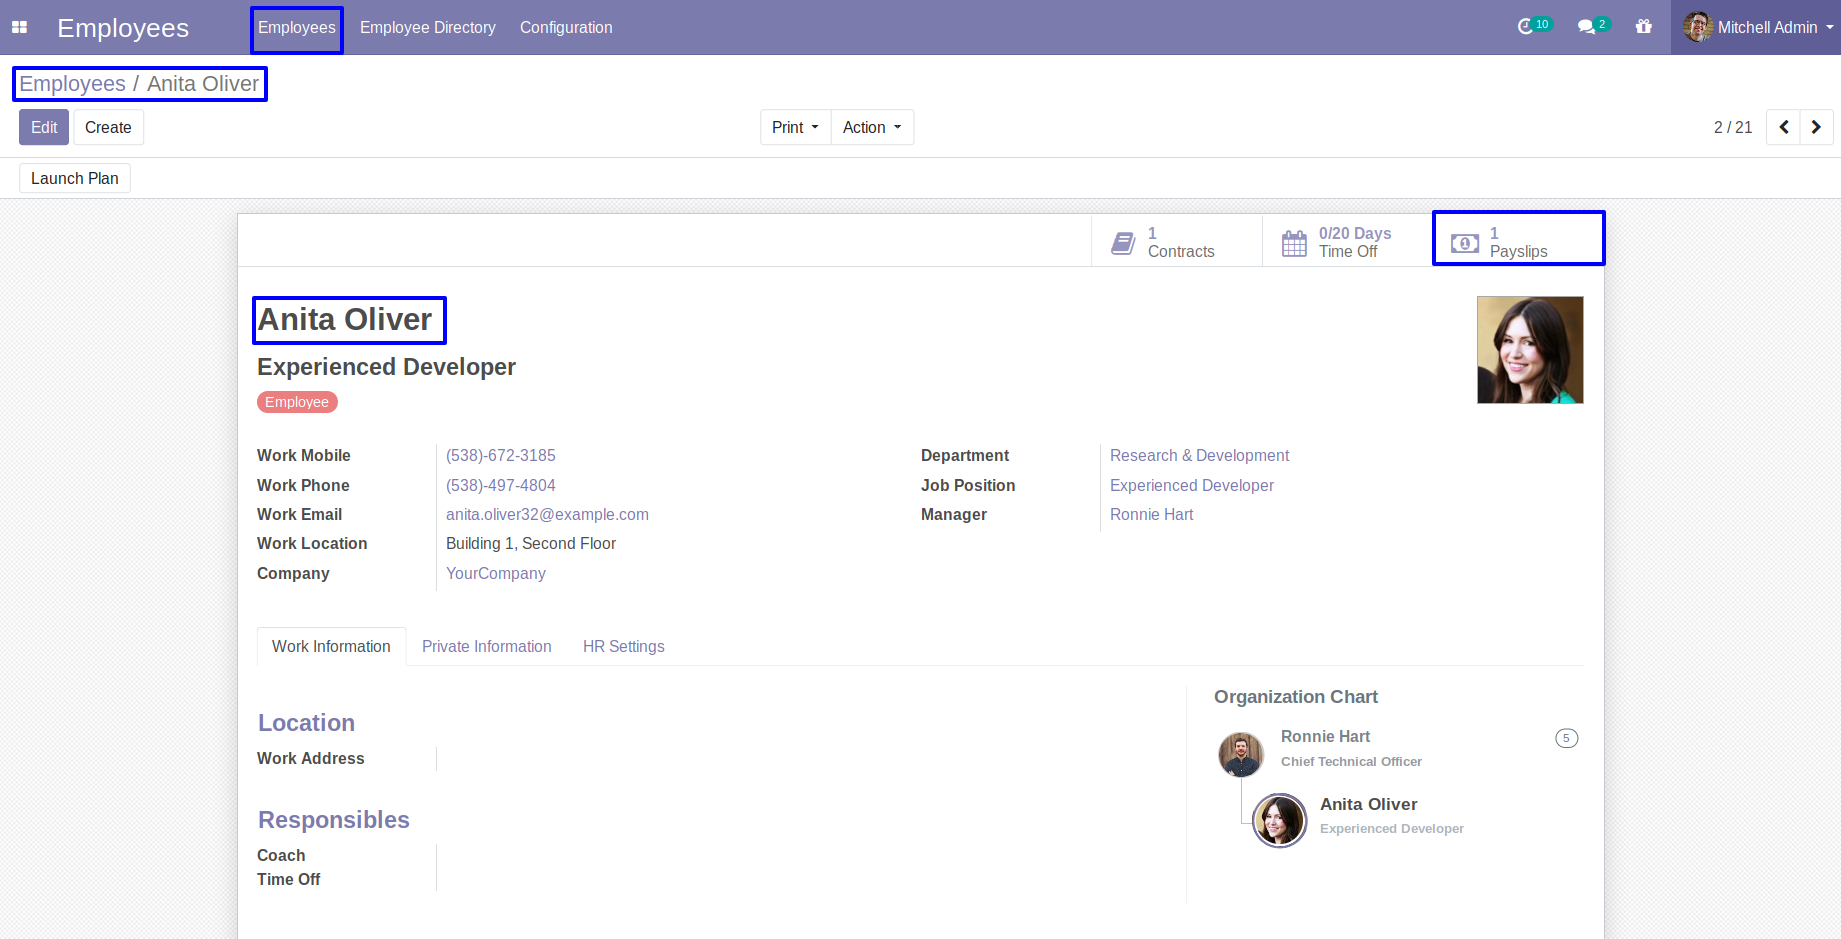 Employees Employees Employee Directory Configuration 10 2 Mitchell Admin
Employees / Anita Oliver
Edit Create Print Action 2 / 21
Launch Plan
1 0/20 Days 1
Contracts Time Off Payslips
Anita Oliver
Experienced Developer
Employee
Work Mobile (538)-672-3185 Department Research & Development
Work Phone (538)-497-4804 Job Position Experienced Developer
Work Email anita.oliver32@example.com Manager Ronnie Hart
Work Location Building 1, Second Floor
Company YourCompany
Work Information Private Information HR Settings
Organization Chart
Location
Ronnie Hart 5
Work Address
Chief Technical Officer
Anita Oliver
Responsibles
Experienced Developer
Coach
Time Off